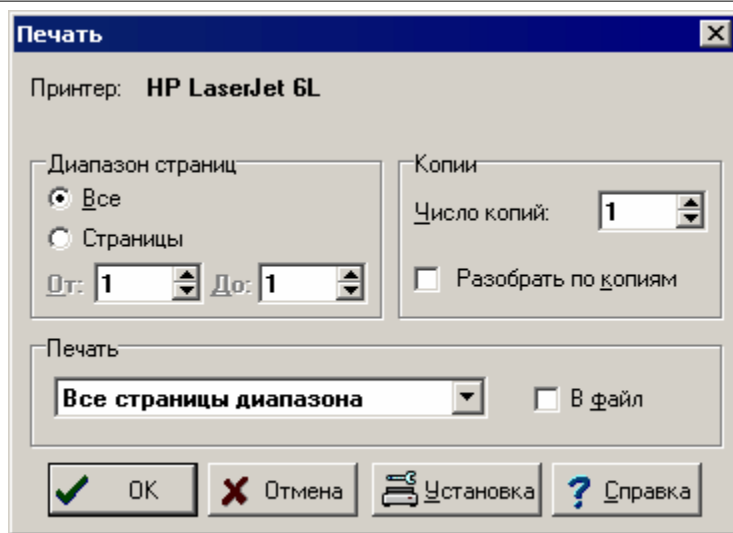 Печать
Принтер: HP LaserJet 6L
Диапазон страниц
Все
Страницы
От: 1 До: 1
Копии
Число копий: 1
Разобрать по копиям
Печать
Все страницы диапазона
В файл
OK
Отмена
Установка
Справка